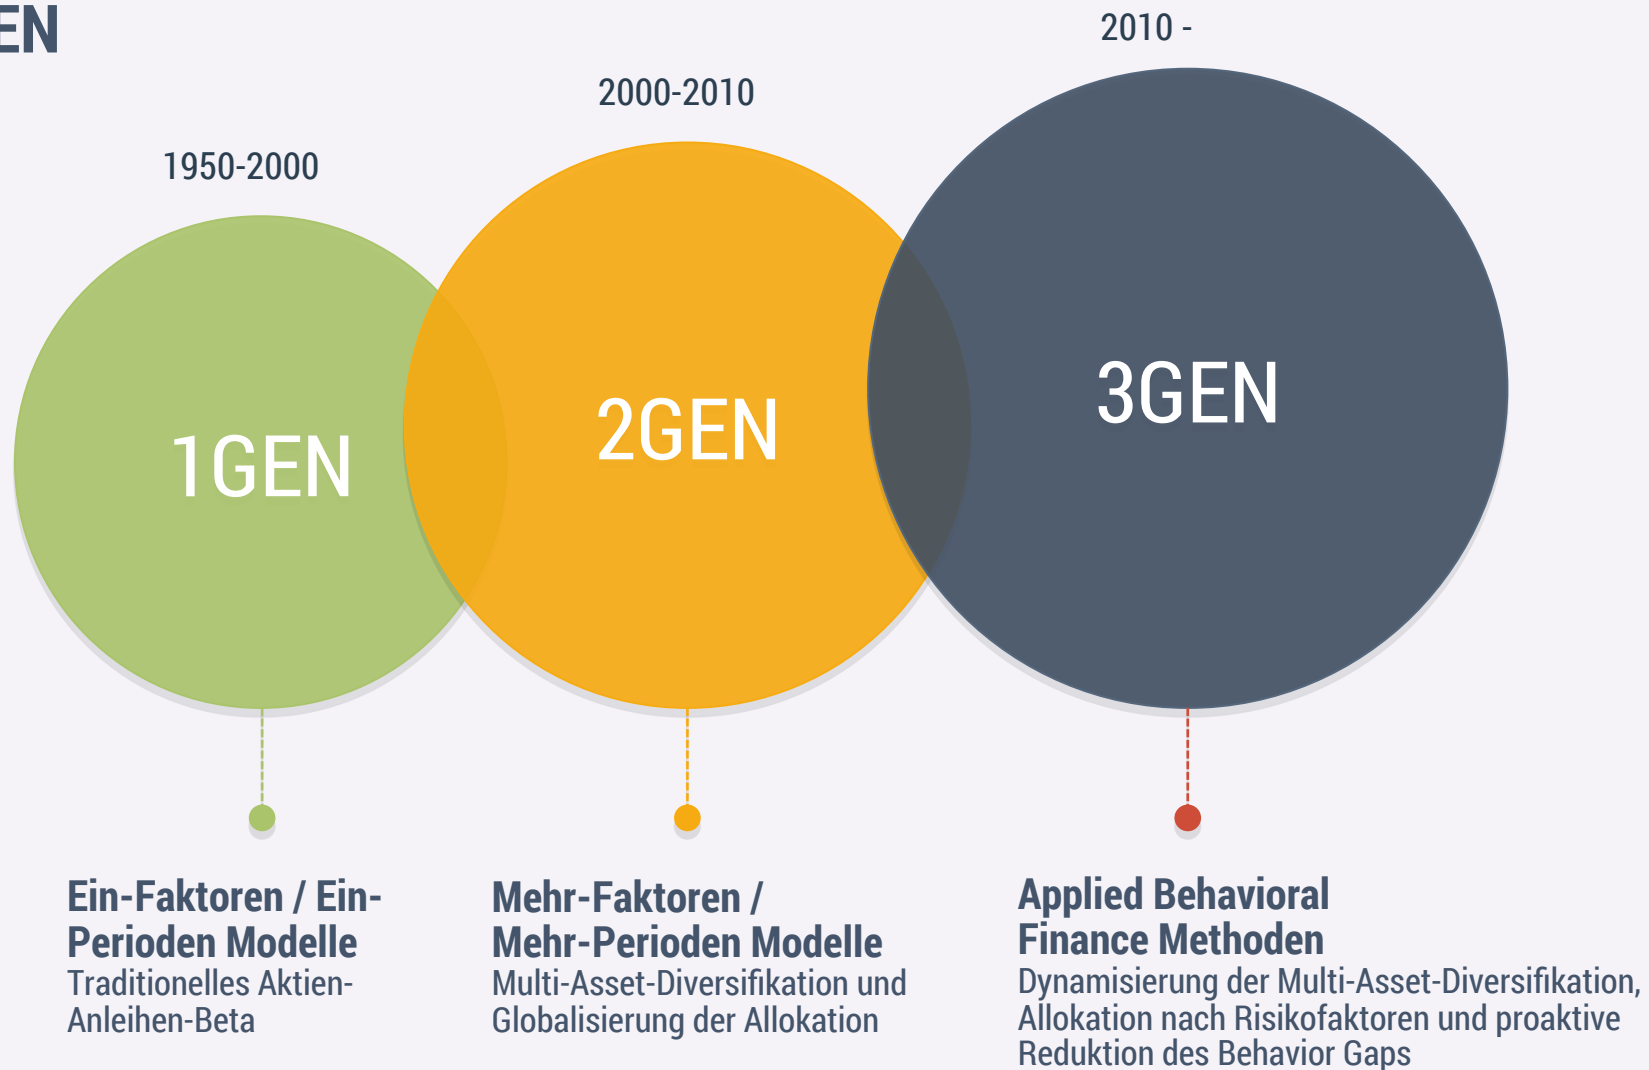 EN
2010 -
2000-2010
1950-2000
3GEN
2GEN
1GEN
Ein-Faktoren / Ein-
Perioden Modelle
Traditionelles Aktien-
Anleihen-Beta
Mehr-Faktoren /
Mehr-Perioden Modelle
Multi-Asset-Diversifikation und
Globalisierung der Allokation
Applied Behavioral
Finance Methoden
Dynamisierung der Multi-Asset-Diversifikation,
Allokation nach Risikofaktoren und proaktive
Reduktion des Behavior Gaps